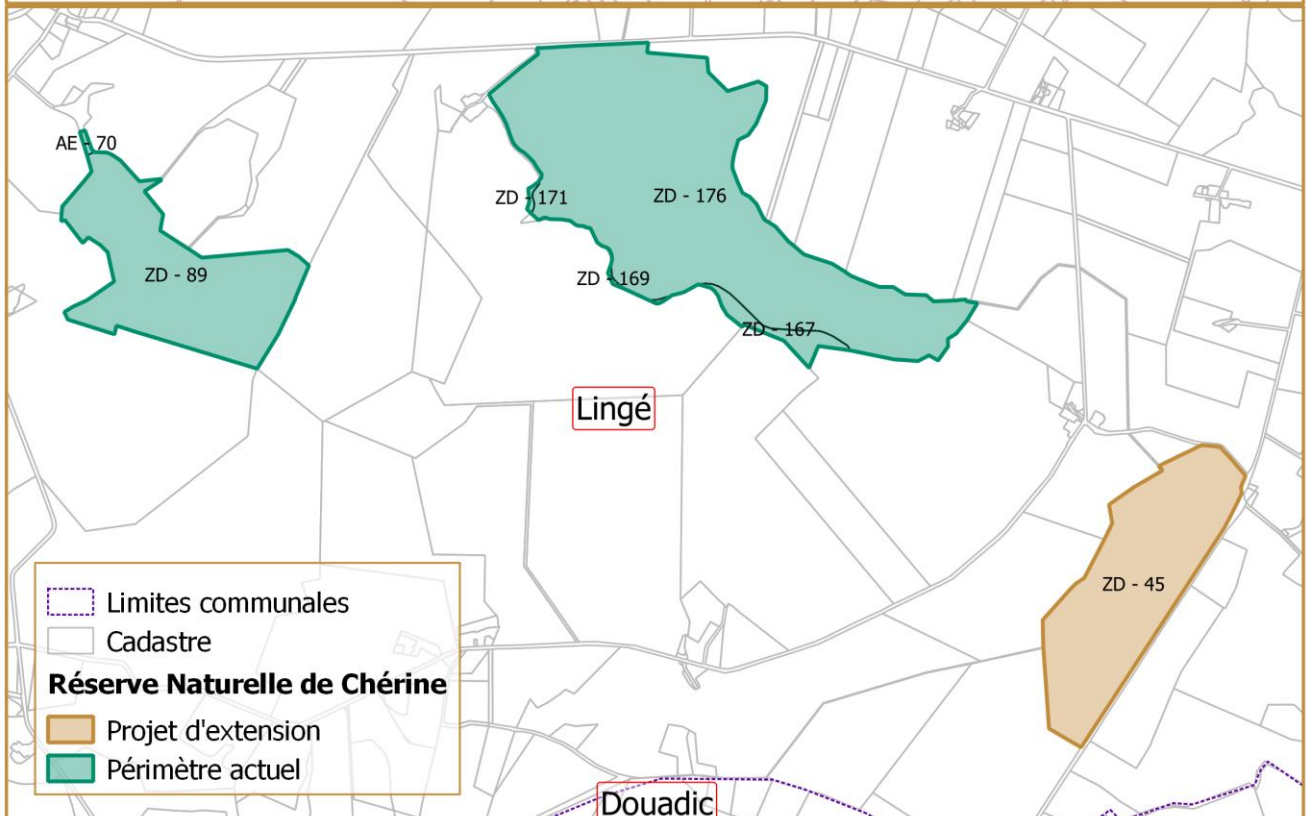 AE - 70
ZD - 171
ZD - 176
ZD - 89
ZD - 169
ZD - 167
Lingé
ZD - 45
Limites communales
Cadastre
Réserve Naturelle de Chérine
Projet d'extension
Périmètre actuel
Douadic